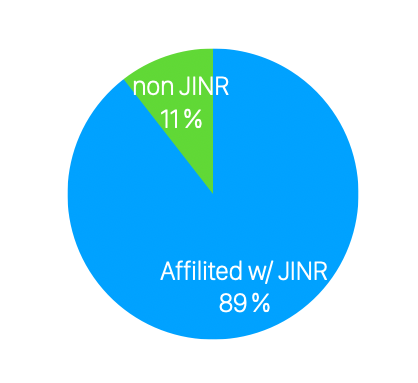 non JINR
11 %
Affilited w/ JINR
89 %